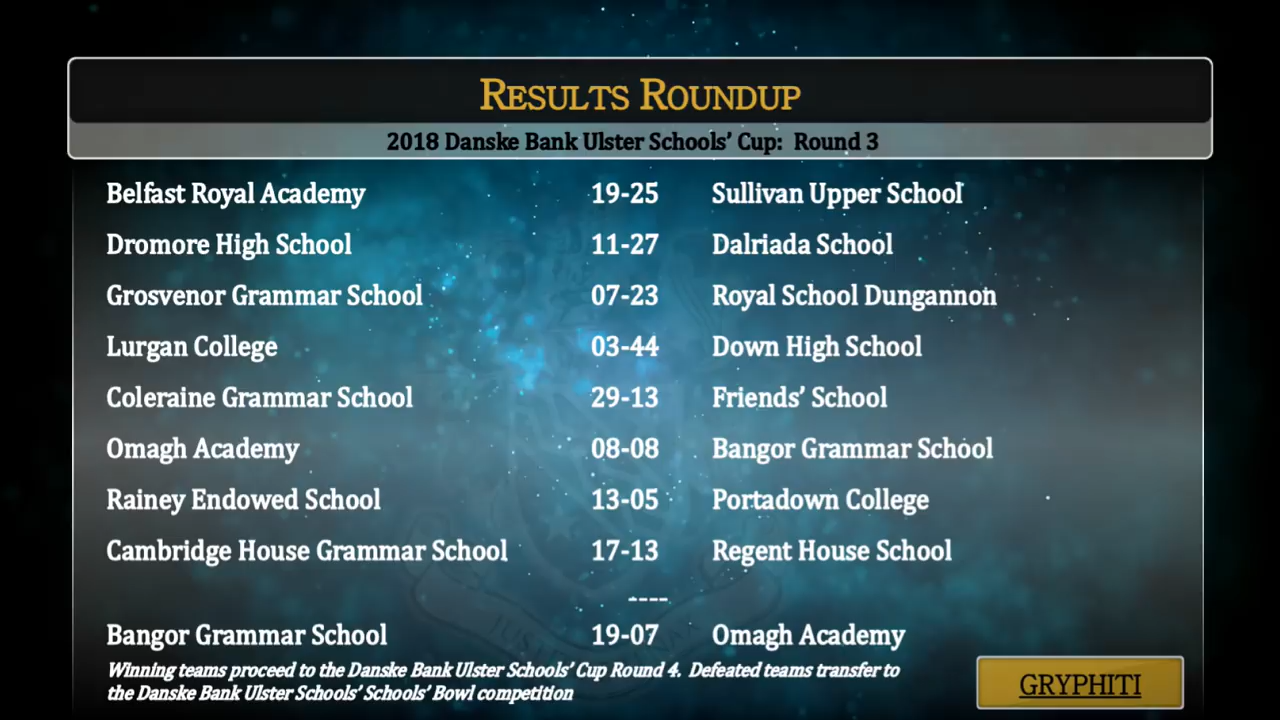 RESULTS ROUNDUP
2018 Danske Bank Ulster Schools’ Cup: Round 3
Belfast Royal Academy 19-25 Sullivan Upper School
Dromore High School 11-27 Dalriada School
Grosvenor Grammar School 07-23 Royal School Dungannon
Lurgan College 03-44 Down High School
Coleraine Grammar School 29-13 Friends’ School
Omagh Academy 08-08 Bangor Grammar School
Rainey Endowed School 13-05 Portadown College
Cambridge House Grammar School 17-13 Regent House School
----
Bangor Grammar School 19-07 Omagh Academy
Winning teams proceed to the Danske Bank Ulster Schools’ Cup Round 4. Defeated teams transfer to
the Danske Bank Ulster Schools’ Schools’ Bowl competition
GRYPHITI